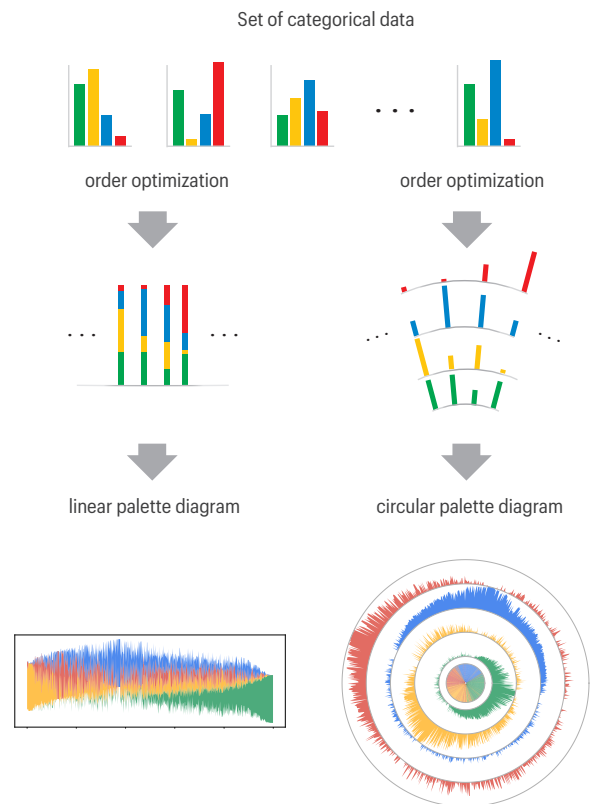 Set of categorical data
order optimization
order optimization
linear palette diagram
circular palette diagram